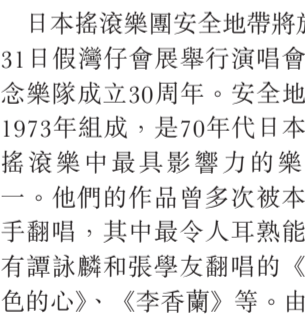 日本搖滾樂團安全地帶將於
31日假灣仔會展舉行演唱會
念樂隊成立30周年。安全地
1973年組成，是70年代日本
搖滾樂中最具影響力的樂
一。他們的作品曾多次被本
手翻唱，其中最令人耳熟能
有譚詠麟和張學友翻唱的《
色的心》、《李香蘭》等。由